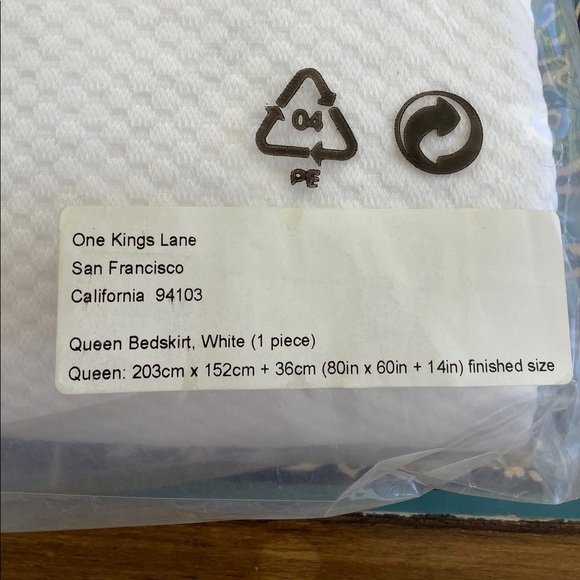 04
PE
One Kings Lane
San Francisco
California 94103
Queen Bedskirt, White (1 piece)
Queen: 203cm x 152cm + 36cm (80in x 60in + 14in) finished size